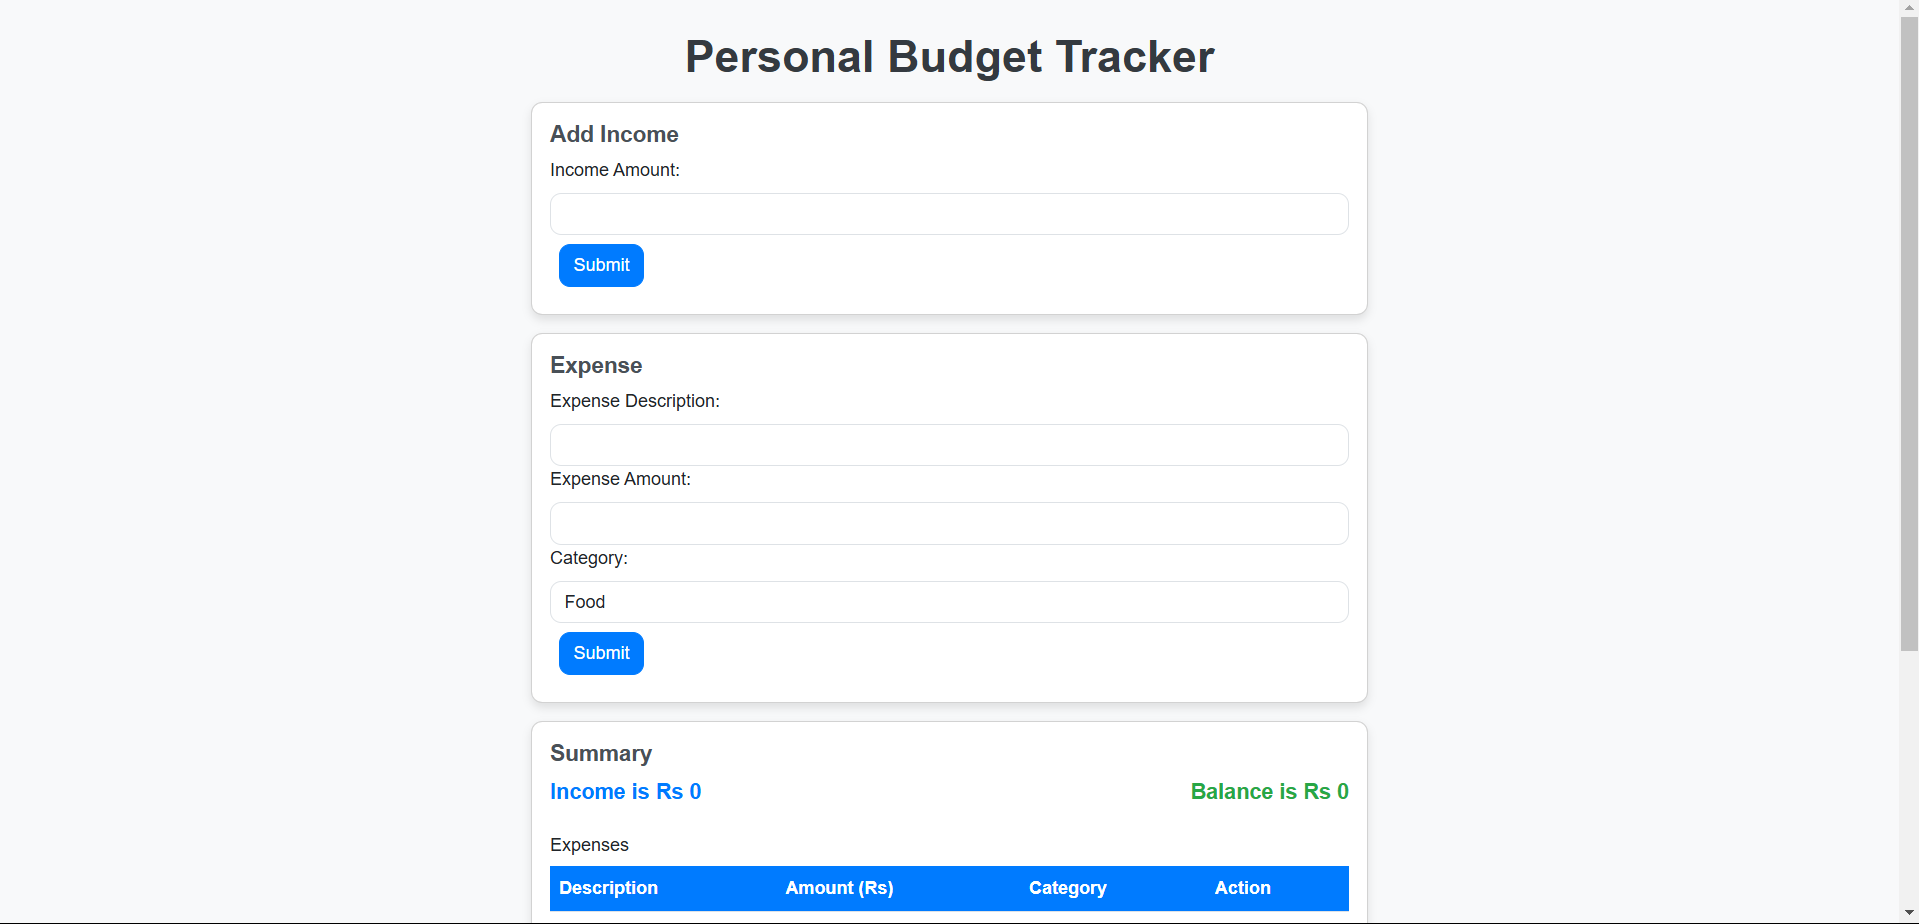 Personal Budget Tracker
Add Income
Income Amount:
Submit
Expense
Expense Description:
Expense Amount:
Category:
Food
Submit
Summary
Income is Rs 0 Balance is Rs 0
Expenses
Description Amount (Rs) Category Action